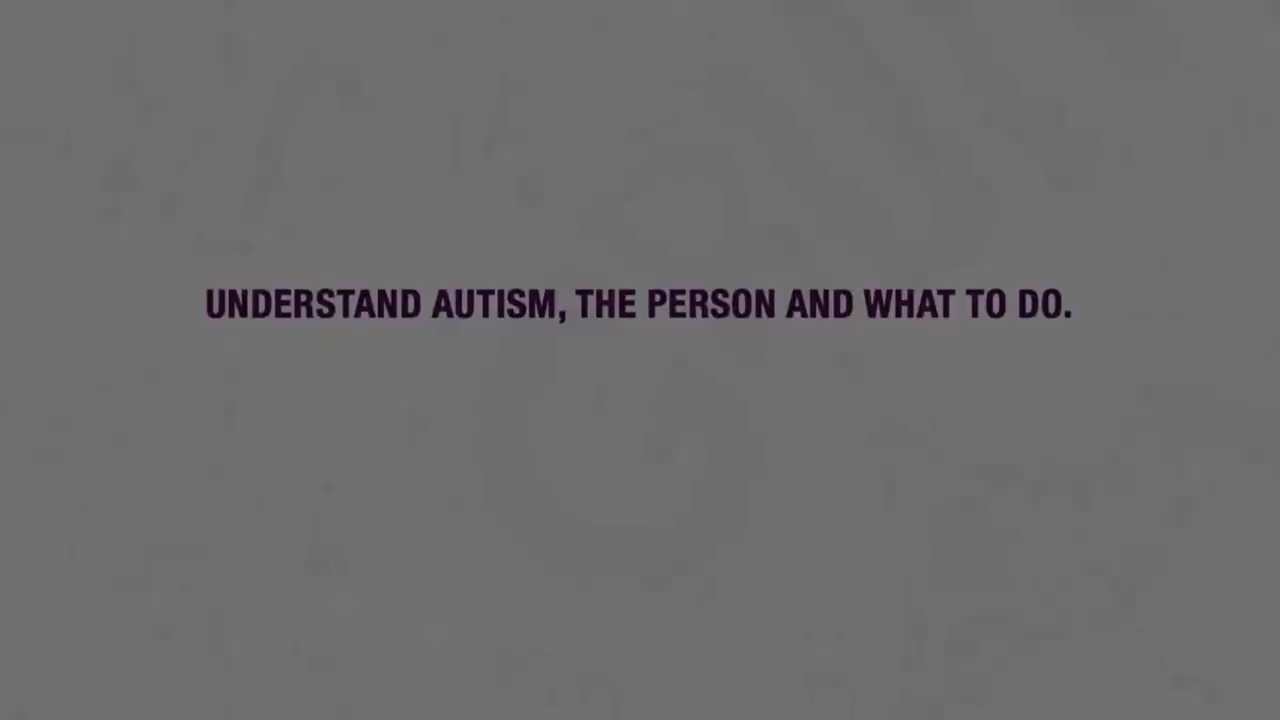 UNDERSTAND AUTISM, THE PERSON AND WHAT TO DO.